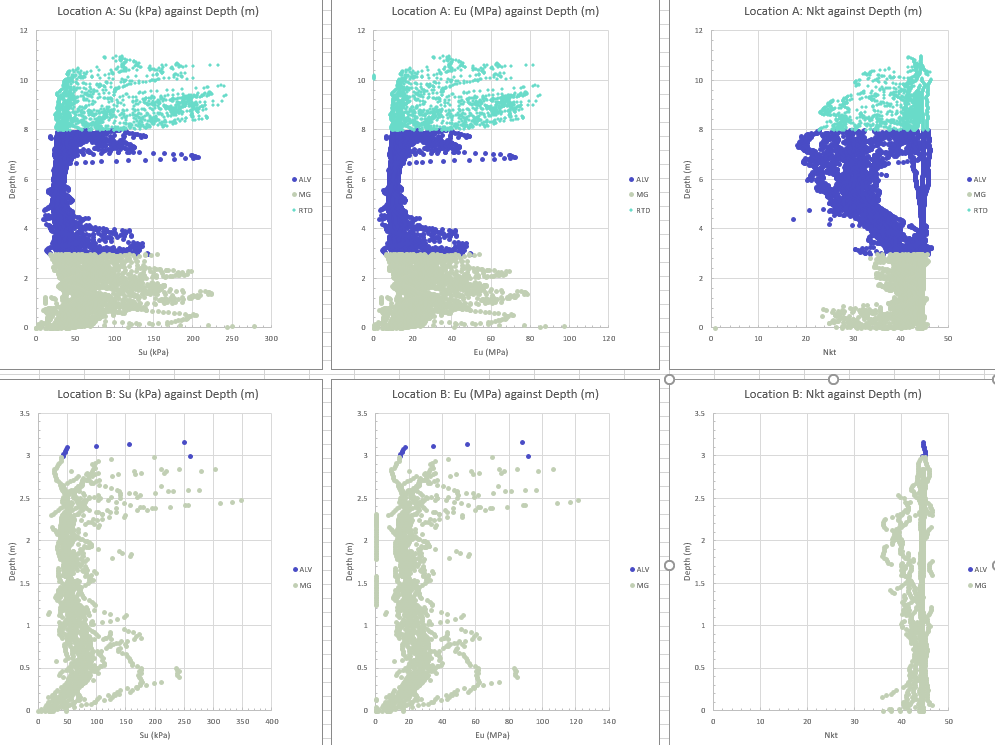 Location A: Su (kPa) against Depth (m)
12
10
8
6
4
2
0
0 50 100 150 200 250 300
Depth (m)
Su (kPa)
ALV
MG
RTD
Location A: Eu (MPa) against Depth (m)
12
10
8
6
4
2
0
0 20 40 60 80 100 120
Depth (m)
Eu (MPa)
ALV
MG
RTD
Location A: Nkt against Depth (m)
12
10
8
6
4
2
0
0 10 20 30 40 50
Depth (m)
Nkt
ALV
MG
RTD
Location B: Su (kPa) against Depth (m)
3.5
3
2.5
2
1.5
1
0.5
0
0 50 100 150 200 250 300 350 400
Depth (m)
Su (kPa)
ALV
MG
Location B: Eu (MPa) against Depth (m)
3.5
3
2.5
2
1.5
1
0.5
0
0 20 40 60 80 100 120 140
Depth (m)
Eu (MPa)
ALV
MG
Location B: Nkt against Depth (m)
3.5
3
2.5
2
1.5
1
0.5
0
0 10 20 30 40 50
Depth (m)
Nkt
ALV
MG